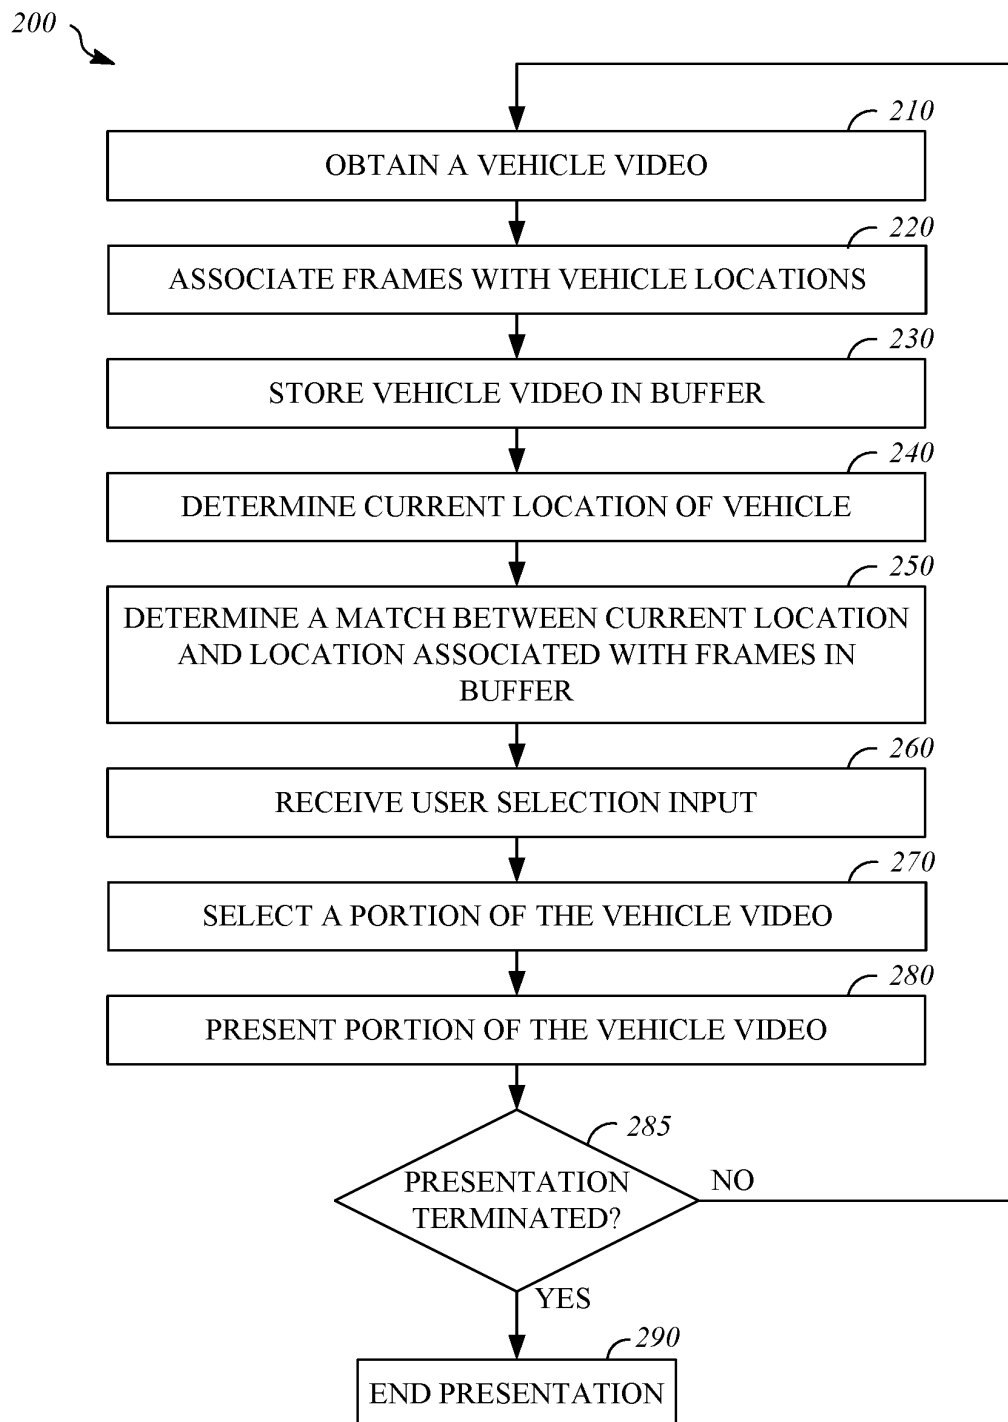 200
210
OBTAIN A VEHICLE VIDEO
220
ASSOCIATE FRAMES WITH VEHICLE LOCATIONS
230
STORE VEHICLE VIDEO IN BUFFER
240
DETERMINE CURRENT LOCATION OF VEHICLE
250
DETERMINE A MATCH BETWEEN CURRENT LOCATION
AND LOCATION ASSOCIATED WITH FRAMES IN
BUFFER
260
RECEIVE USER SELECTION INPUT
270
SELECT A PORTION OF THE VEHICLE VIDEO
280
PRESENT PORTION OF THE VEHICLE VIDEO
285
PRESENTATION
TERMINATED?
NO
YES
290
END PRESENTATION